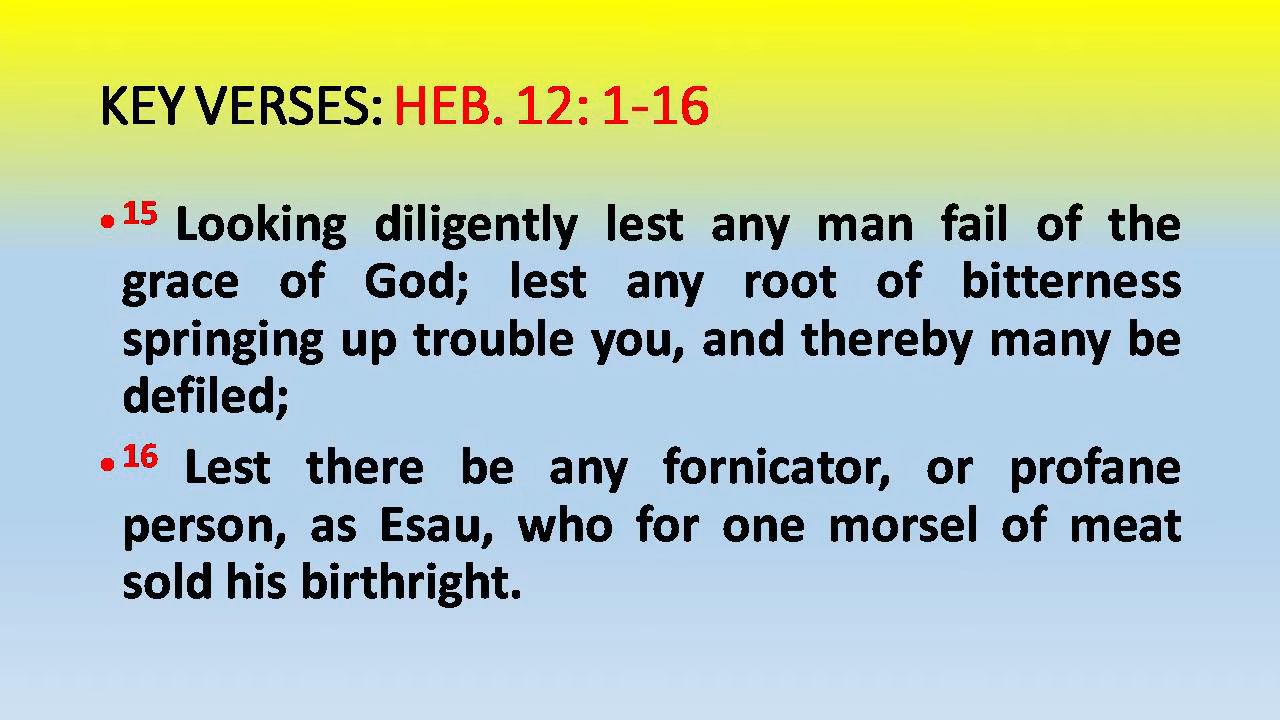 KEY VERSES: HEB. 12: 1-16
• 15 Looking diligently lest any man fail of the
grace of God; lest any root of bitterness
springing up trouble you, and thereby many be
defiled;
• 16 Lest there be any fornicator, or profane
person, as Esau, who for one morsel of meat
sold his birthright.